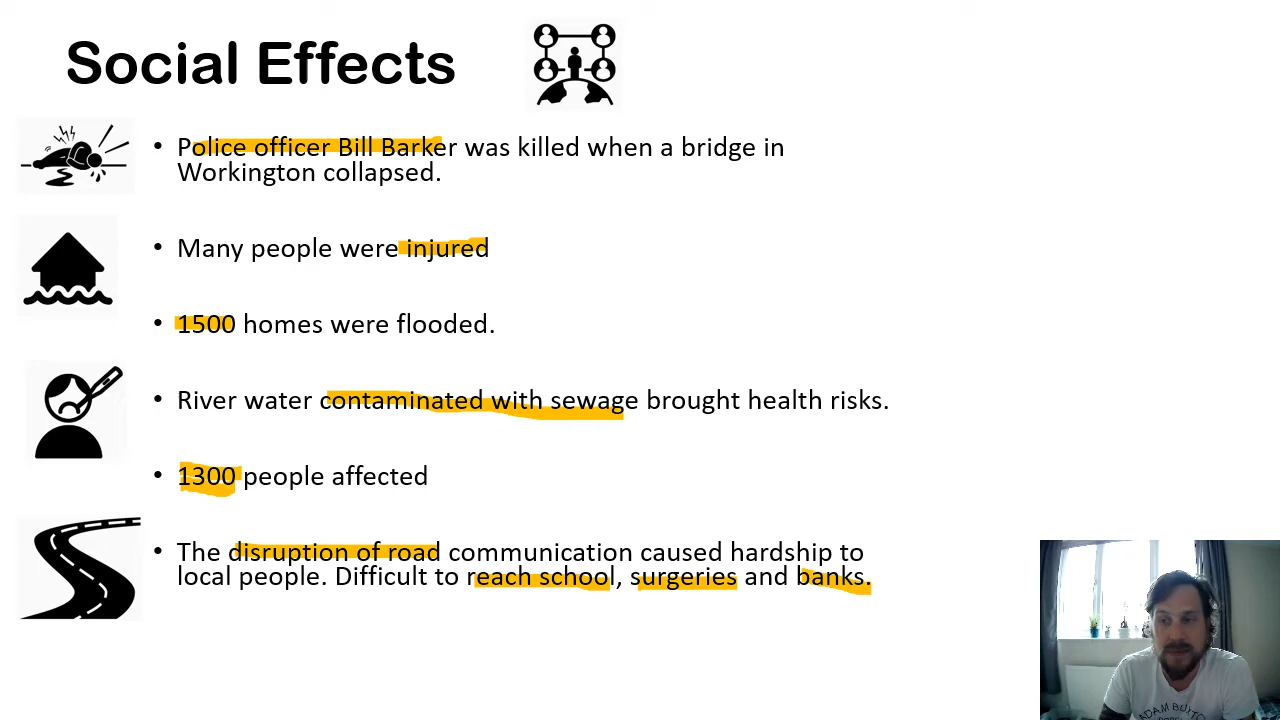 Social Effects
• Police officer Bill Barker was killed when a bridge in
Workington collapsed.
• Many people were injured
• 1500 homes were flooded.
• River water contaminated with sewage brought health risks.
• 1300 people affected
• The disruption of road communication caused hardship to
local people. Difficult to reach school, surgeries and banks.
ADAM BUXTON